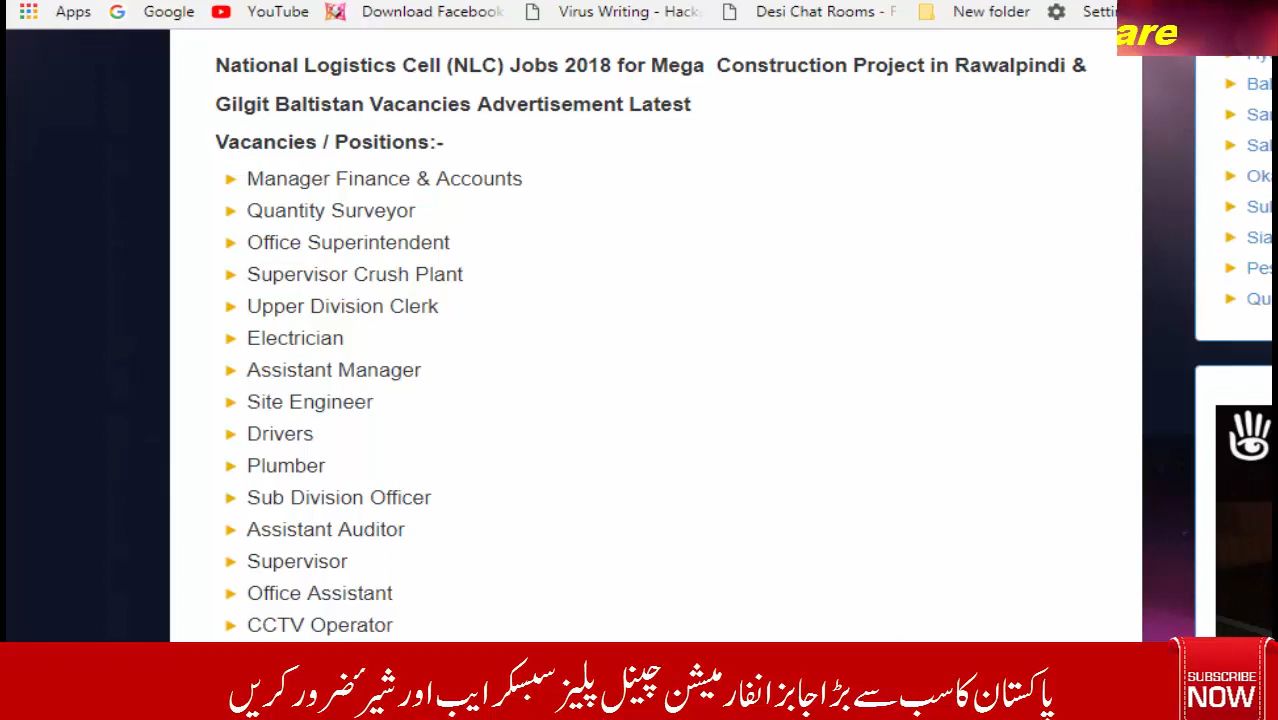 Apps Google YouTube Download Facebook Virus Writing - Hack Desi Chat Rooms - F New folder
are
National Logistics Cell (NLC) Jobs 2018 for Mega Construction Project in Rawalpindi &
Gilgit Baltistan Vacancies Advertisement Latest
Vacancies / Positions:-
Manager Finance & Accounts
Quantity Surveyor
Office Superintendent
Supervisor Crush Plant
Upper Division Clerk
Electrician
Assistant Manager
Site Engineer
Drivers
Plumber
Sub Division Officer
Assistant Auditor
Supervisor
Office Assistant
CCTV Operator
پاکستان کا سب سے بڑا جابز انفارمیشن چینل پلیز سبسکرایب اور شیئر ضرور کریں
SUBSCRIBE
NOW